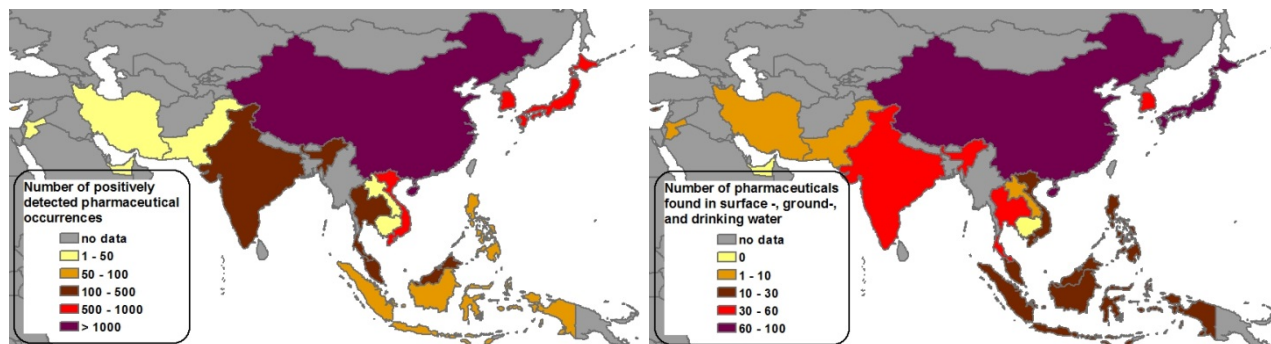 Number of positively
detected pharmaceutical
occurrences
no data
1 - 50
50 - 100
100 - 500
500 - 1000
> 1000
Number of pharmaceuticals
found in surface -, ground-,
and drinking water
no data
0
1 - 10
10 - 30
30 - 60
60 - 100